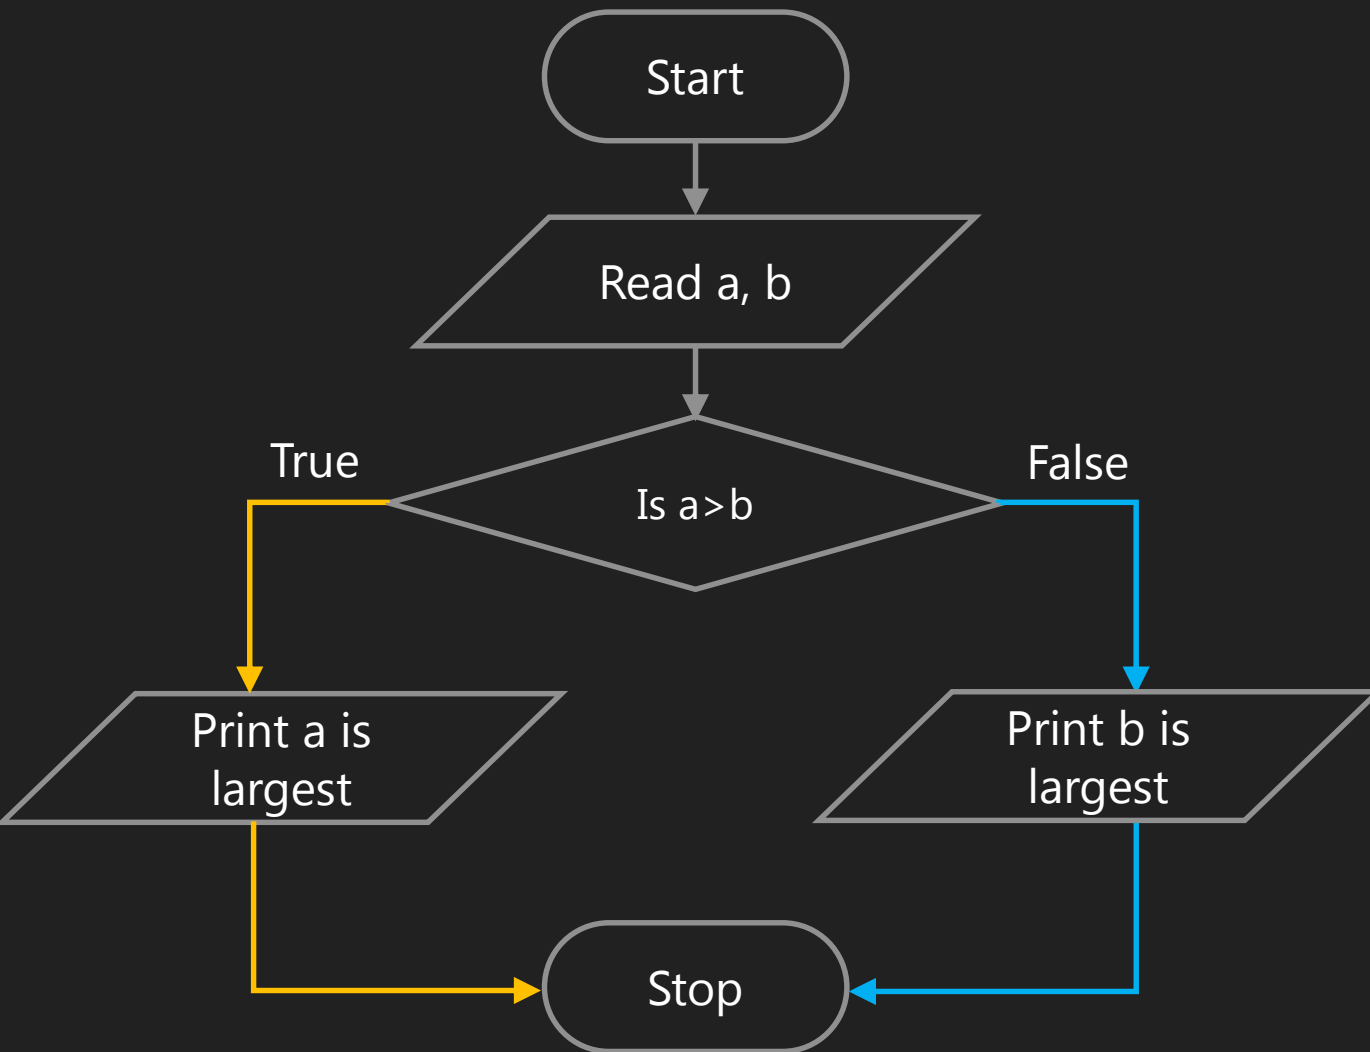 Start
Read a, b
True
Is a>b
False
Print a is
largest
Print b is
largest
Stop